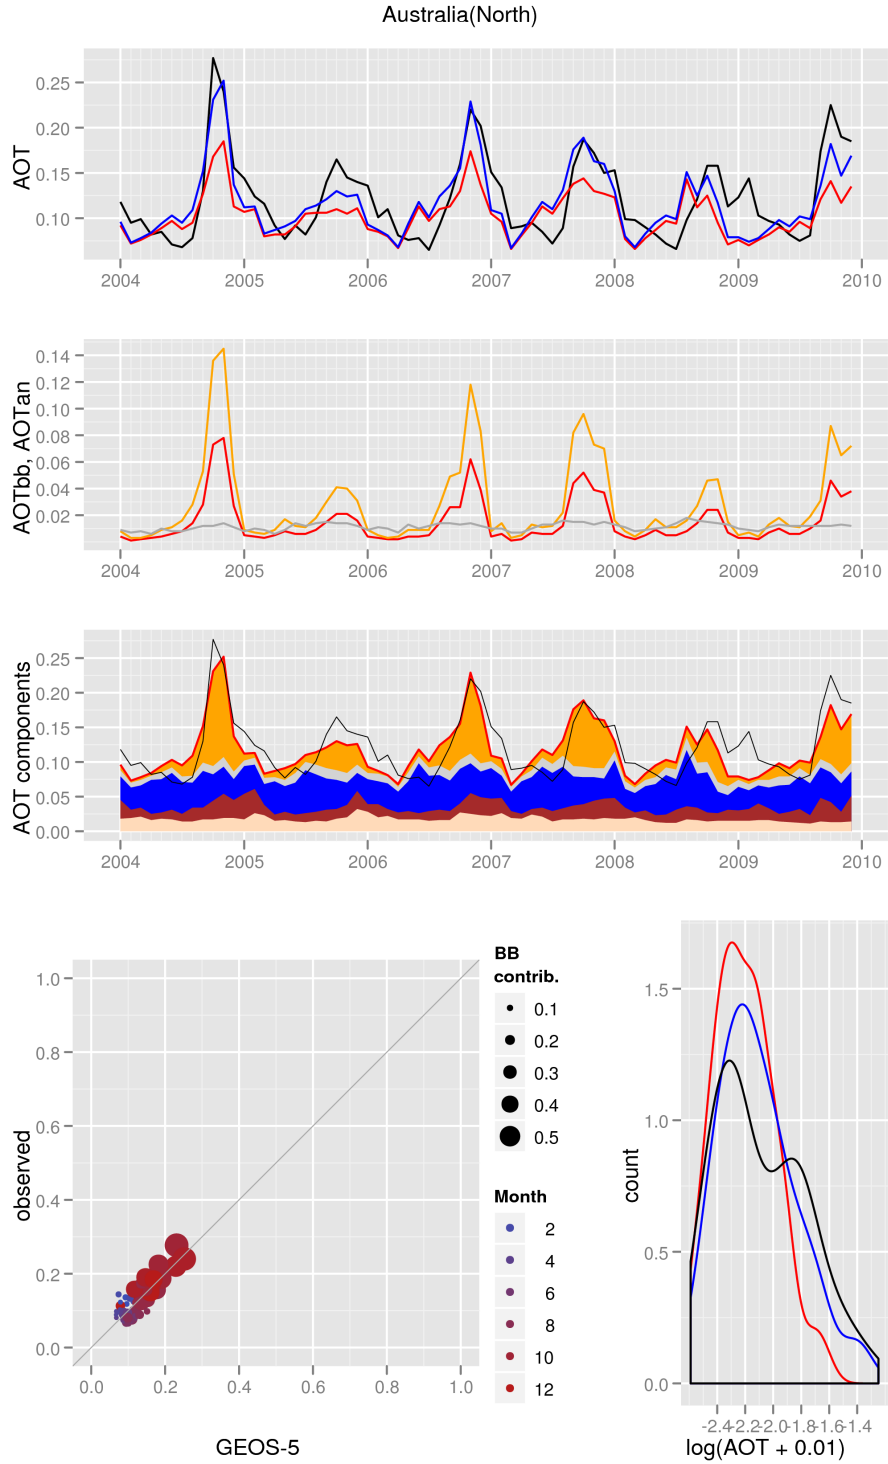 Australia(North)
AOT
0.25
0.20
0.15
0.10
2004 2005 2006 2007 2008 2009 2010
AOTbb, AOTan
0.14
0.12
0.10
0.08
0.06
0.04
0.02
2004 2005 2006 2007 2008 2009 2010
AOT components
0.25
0.20
0.15
0.10
0.05
0.00
2004 2005 2006 2007 2008 2009 2010
observed
1.0
0.8
0.6
0.4
0.2
0.0
0.0 0.2 0.4 0.6 0.8 1.0
GEOS-5
BB
contrib.
0.1
0.2
0.3
0.4
0.5
Month
2
4
6
8
10
12
count
1.5
1.0
0.5
0.0
-2.4 -2.2 -2.0 -1.8 -1.6 -1.4
log(AOT + 0.01)